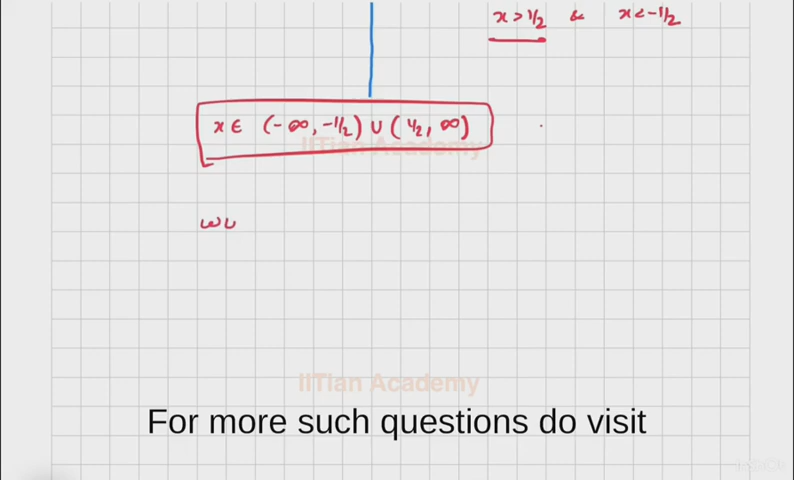 x > 1/2 & x < -1/2
x ∈ (-∞, -1/2) ∪ (1/2, ∞)
IITian Academy
IITian Academy
For more such questions do visit